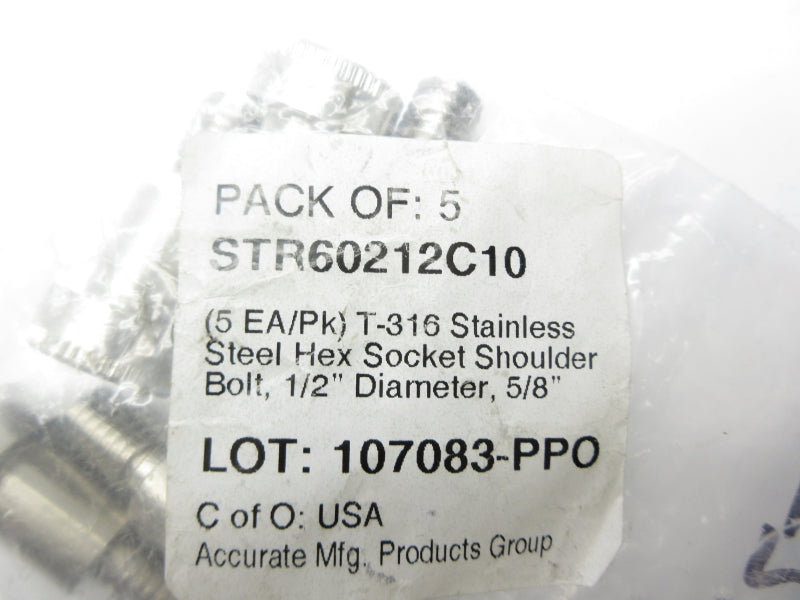 PACK OF: 5
STR60212C10
(5 EA/Pk) T-316 Stainless
Steel Hex Socket Shoulder
Bolt, 1/2" Diameter, 5/8"
LOT: 107083-PPO
C of O: USA
Accurate Mfg. Products Group